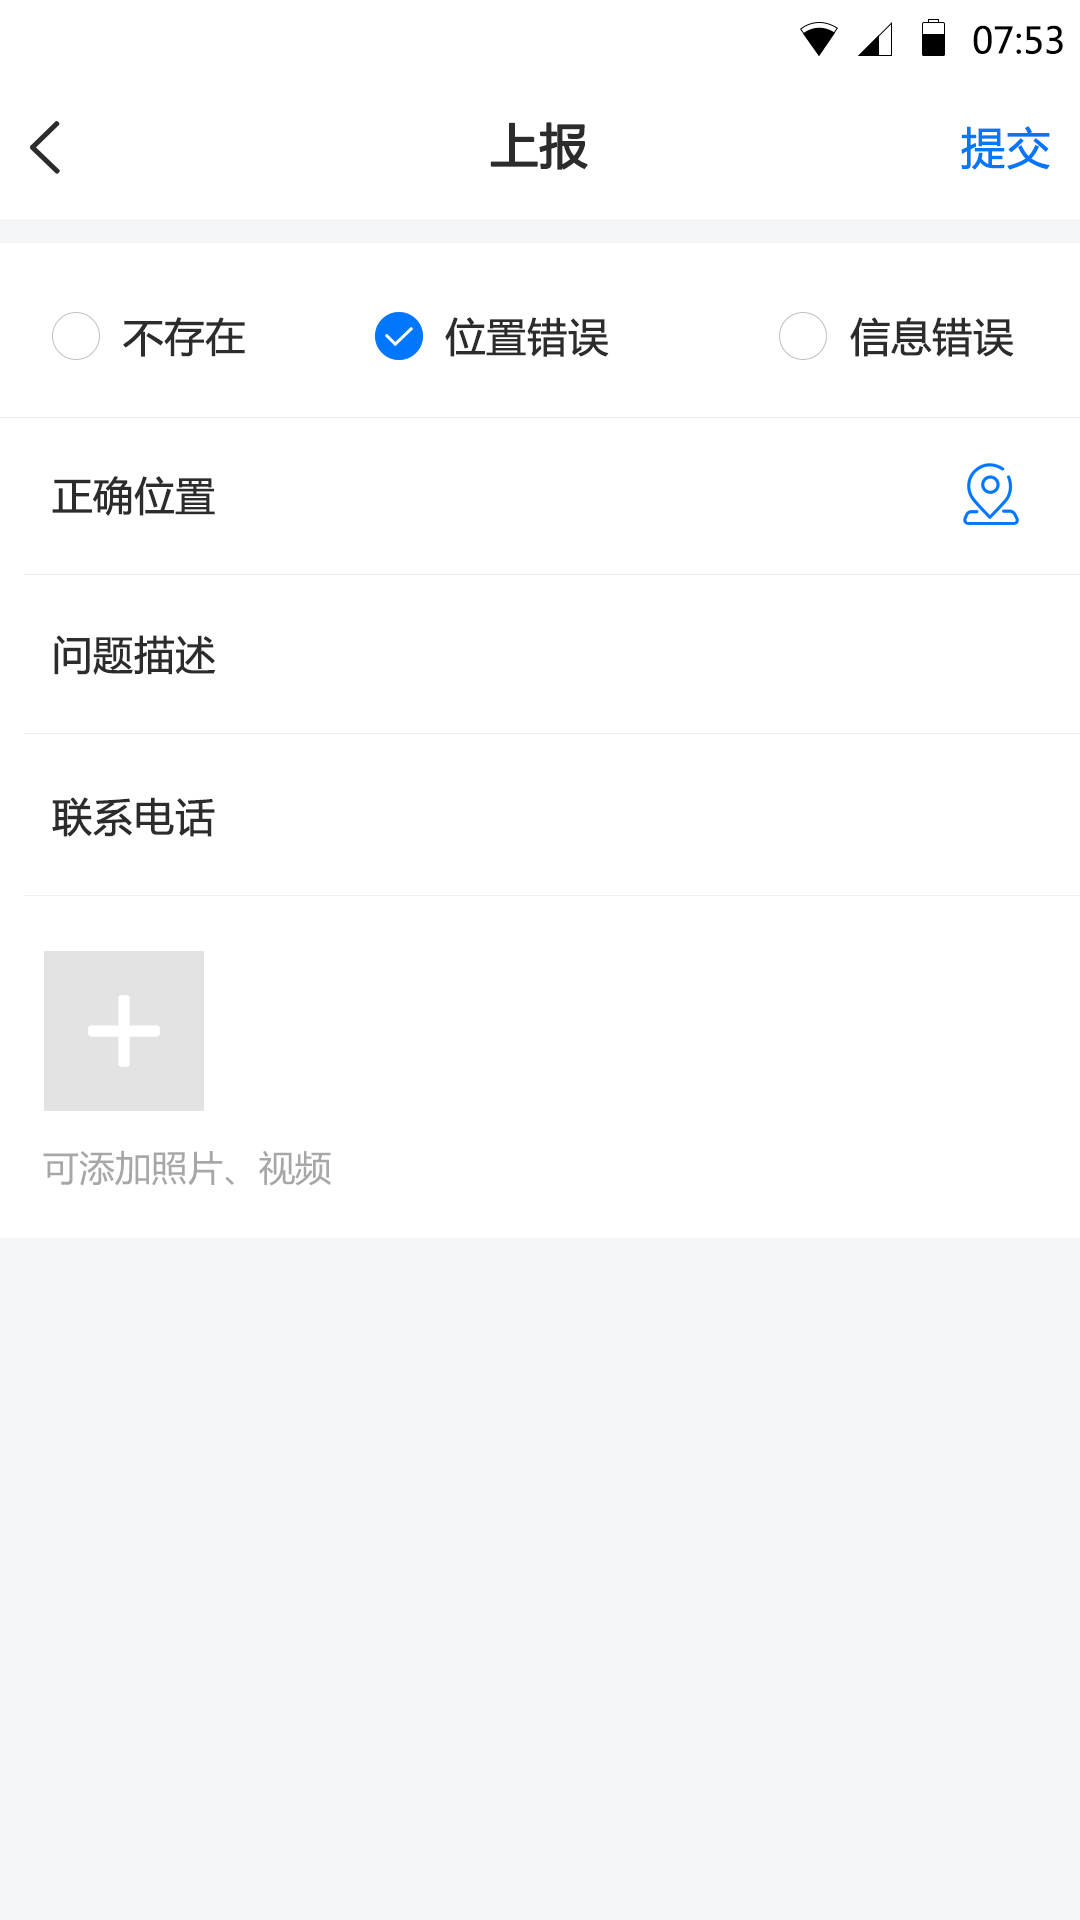 07:53
上报
提交
不存在 位置错误 信息错误
正确位置
问题描述
联系电话
可添加照片、视频